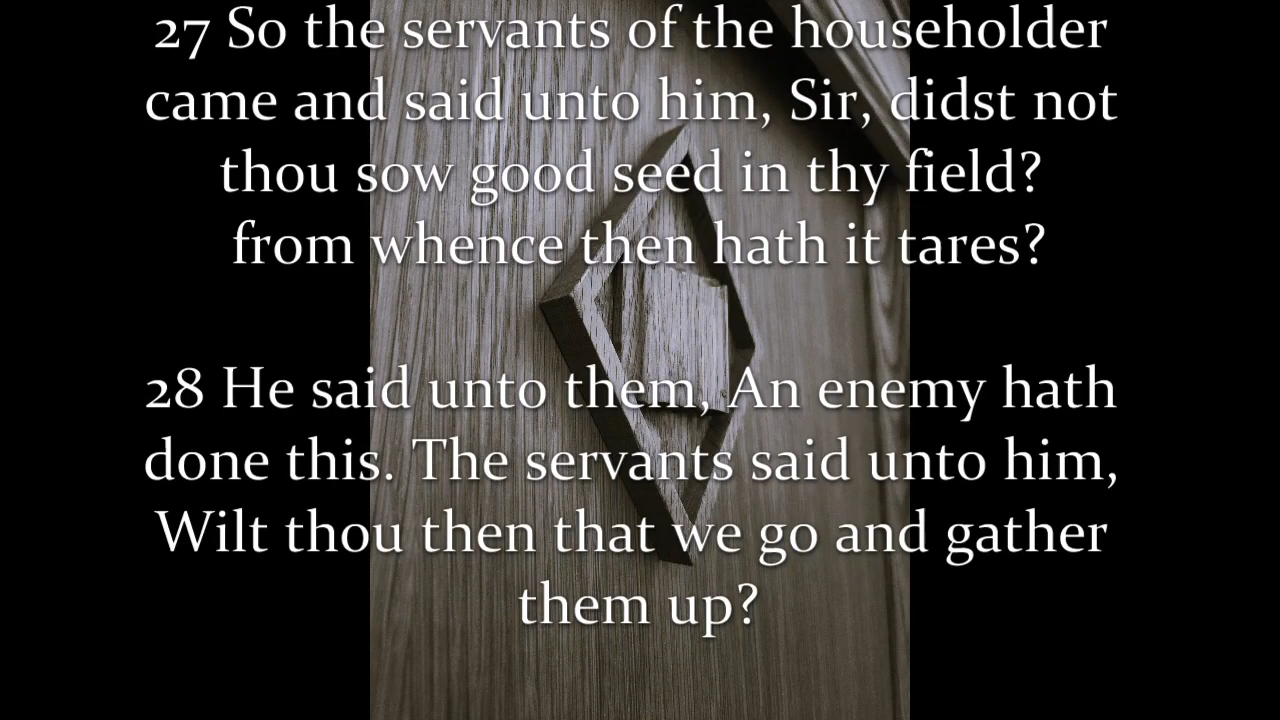 27 So the servants of the householder
came and said unto him, Sir, didst not
thou sow good seed in thy field?
from whence then hath it tares?
28 He said unto them, An enemy hath
done this. The servants said unto him,
Wilt thou then that we go and gather
them up?